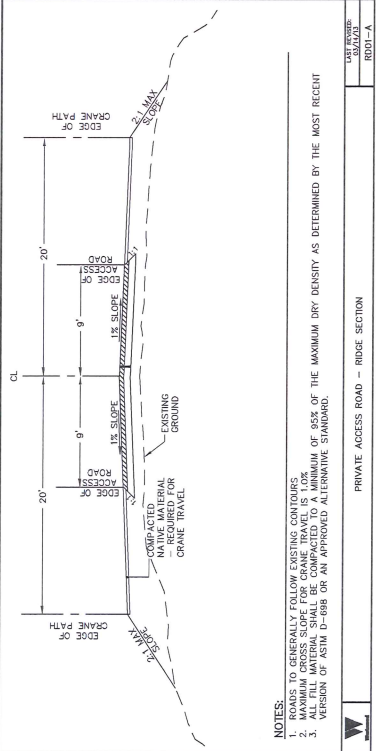 CL
20'
20'
9'
9'
EDGE OF
CRANE PATH
EDGE OF
ACCESS
ROAD
EDGE OF
ACCESS
ROAD
EDGE OF
CRANE PATH
1% SLOPE
1% SLOPE
2:1 MAX
SLOPE
2:1 MAX
SLOPE
COMPACTED
NATIVE MATERIAL
- REQUIRED FOR
CRANE TRAVEL
EXISTING
GROUND
NOTES:
1. ROADS TO GENERALLY FOLLOW EXISTING CONTOURS
2. MAXIMUM CROSS SLOPE FOR CRANE TRAVEL IS 1.0%
3. ALL FILL MATERIAL SHALL BE COMPACTED TO A MINIMUM OF 95% OF THE MAXIMUM DRY DENSITY AS DETERMINED BY THE MOST RECENT
VERSION OF ASTM D-698 OR AN APPROVED ALTERNATIVE STANDARD.
Westwood
PRIVATE ACCESS ROAD – RIDGE SECTION
LAST REVISED:
03/14/13
RD01-A